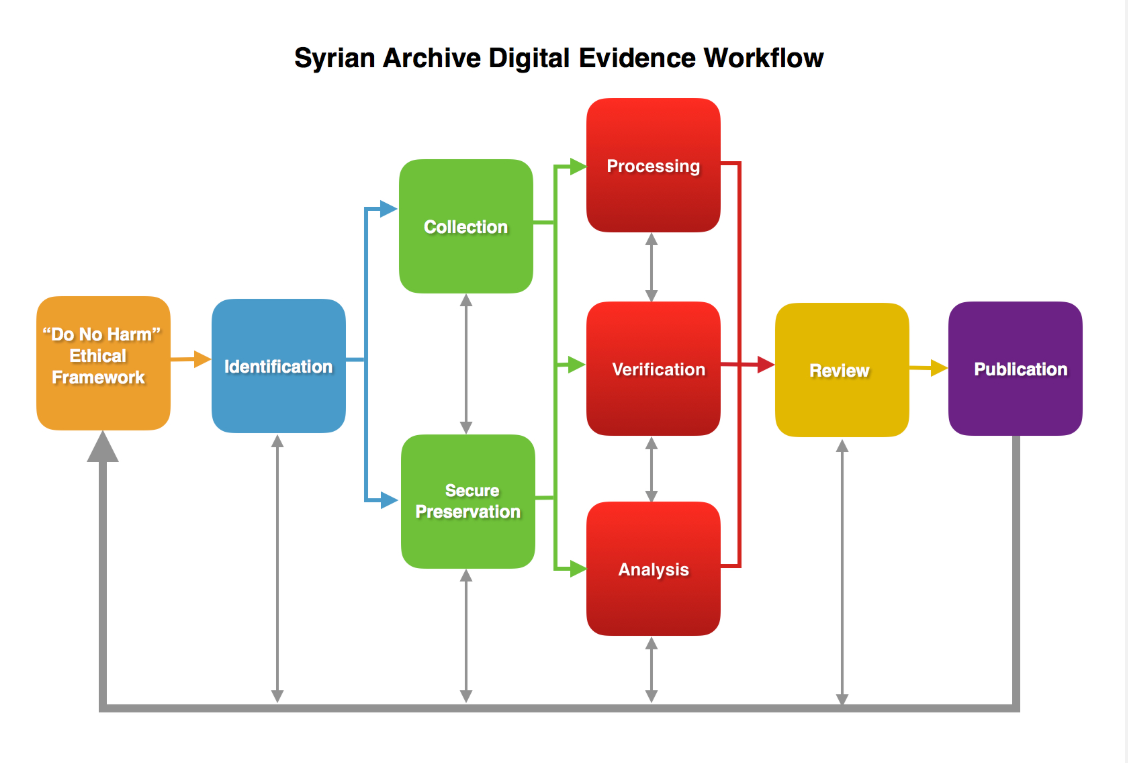 Syrian Archive Digital Evidence Workflow
“Do No Harm”
Ethical
Framework
Identification
Collection
Secure
Preservation
Processing
Verification
Analysis
Review
Publication